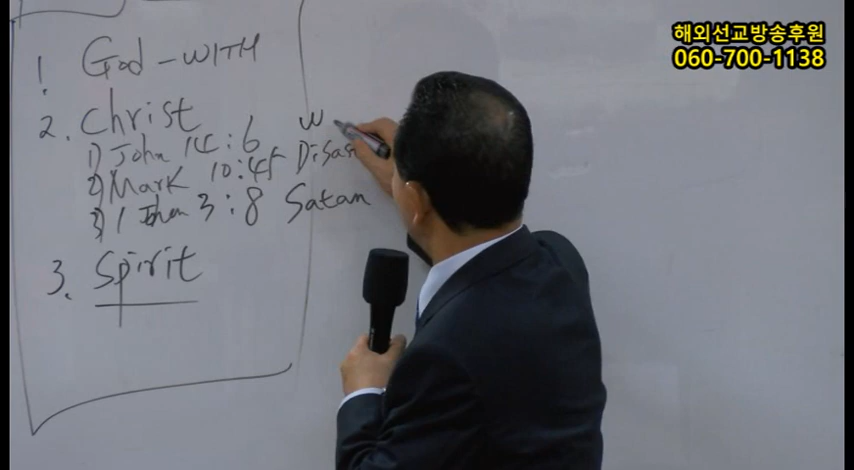 해외선교방송후원
060-700-1138
1. God - WITH
2. Christ
1) John 14:6 W
2) Mark 10:45 Disas
3) 1 John 3:8 Satan
3. Spirit